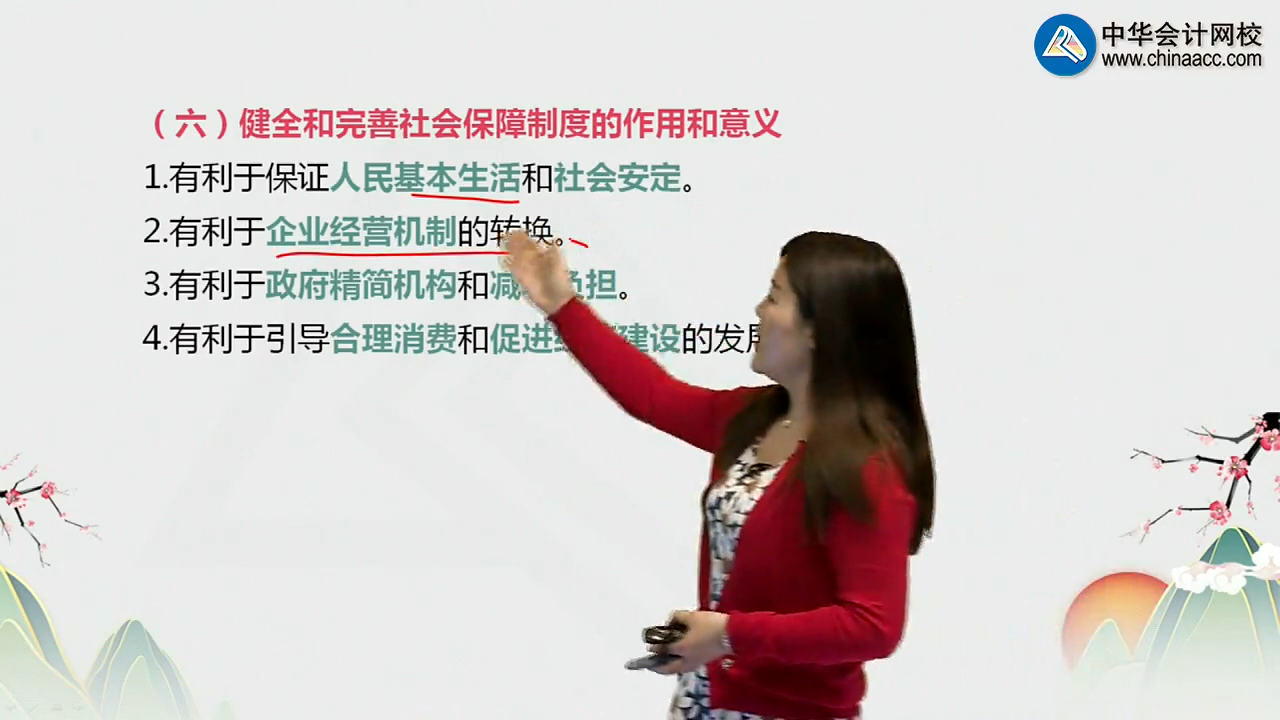 中华会计网校
www.chinaacc.com
（六）健全和完善社会保障制度的作用和意义
1.有利于保证人民基本生活和社会安定。
2.有利于企业经营机制的转换。
3.有利于政府精简机构和减 负担。
4.有利于引导合理消费和促进 建设的发展